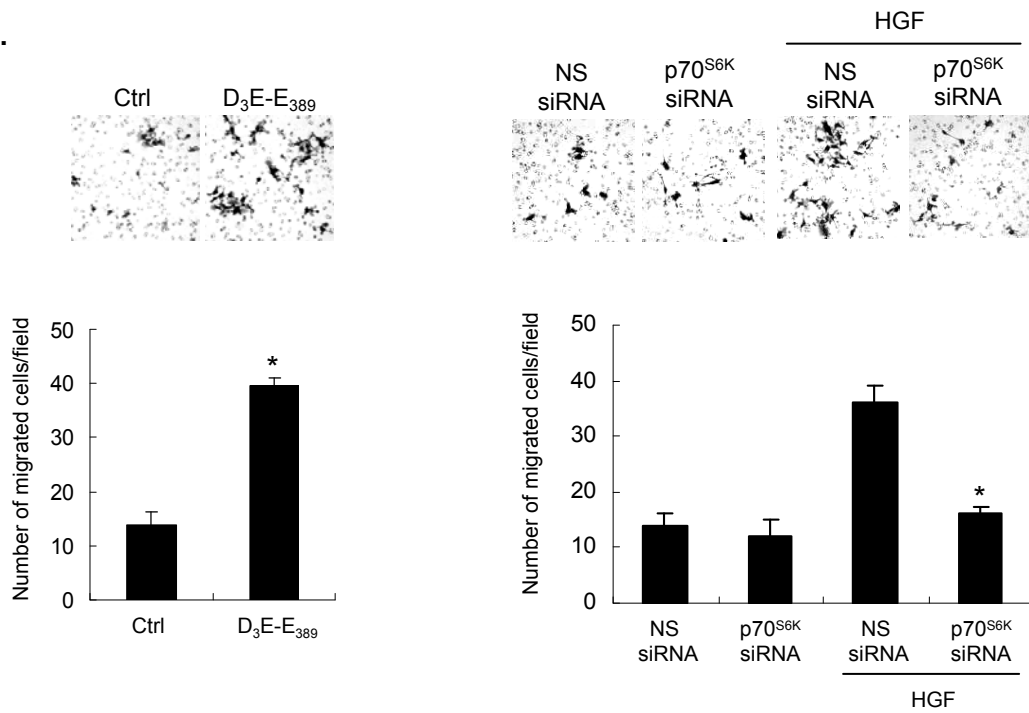 .
Ctrl D₃E-E₃₈₉
HGF
NS siRNA p70S6K siRNA NS siRNA p70S6K siRNA
Number of migrated cells/field
50
40
30
20
10
0
*
Ctrl D₃E-E₃₈₉
Number of migrated cells/field
50
40
30
20
10
0
*
NS siRNA p70S6K siRNA NS siRNA p70S6K siRNA
HGF